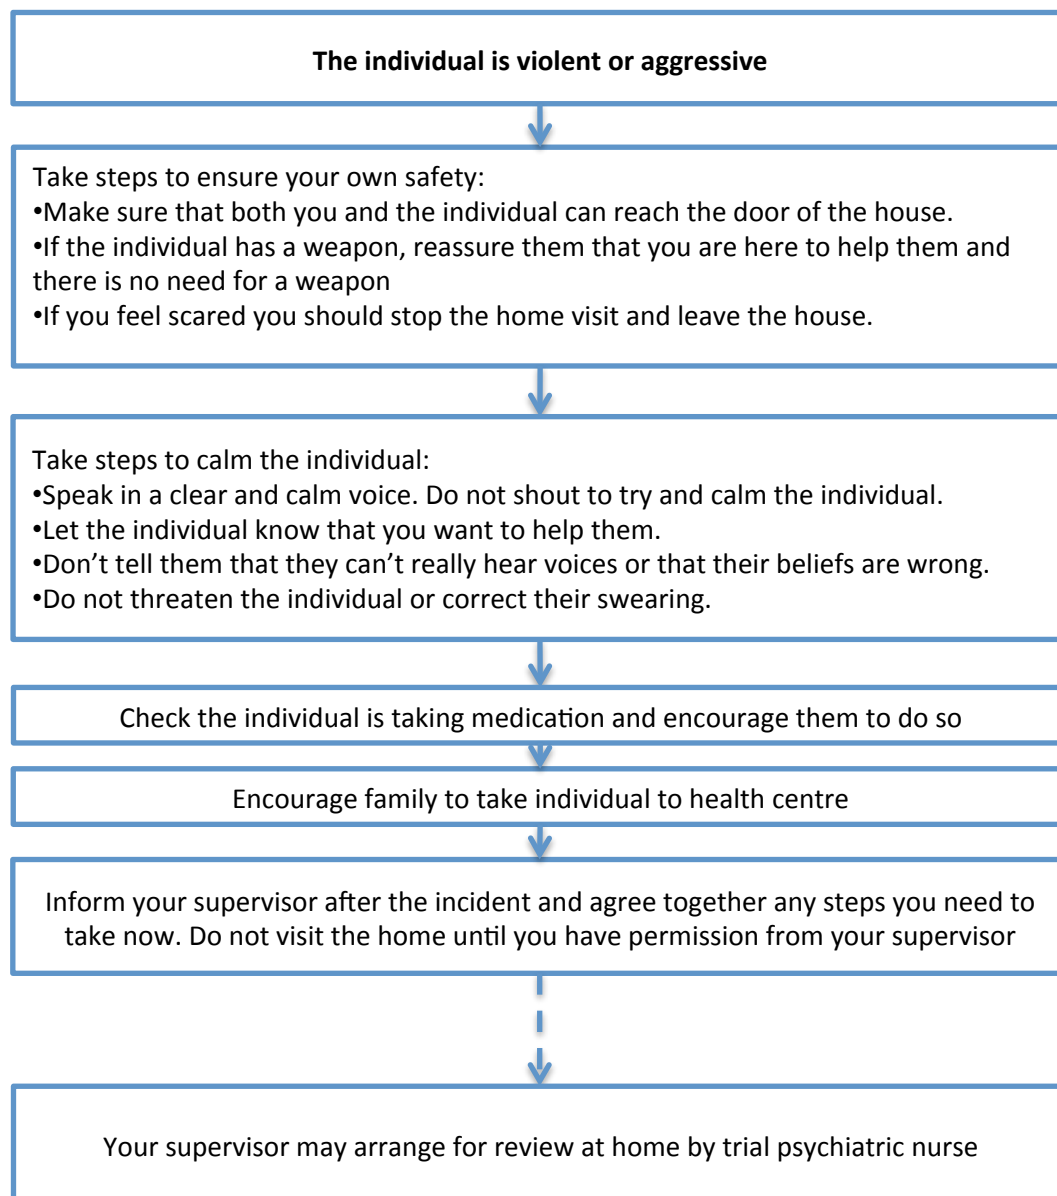 The individual is violent or aggressive
Take steps to ensure your own safety:
•Make sure that both you and the individual can reach the door of the house.
•If the individual has a weapon, reassure them that you are here to help them and
there is no need for a weapon
•If you feel scared you should stop the home visit and leave the house.
Take steps to calm the individual:
•Speak in a clear and calm voice. Do not shout to try and calm the individual.
•Let the individual know that you want to help them.
•Don’t tell them that they can’t really hear voices or that their beliefs are wrong.
•Do not threaten the individual or correct their swearing.
Check the individual is taking medication and encourage them to do so
Encourage family to take individual to health centre
Inform your supervisor after the incident and agree together any steps you need to
take now. Do not visit the home until you have permission from your supervisor
Your supervisor may arrange for review at home by trial psychiatric nurse